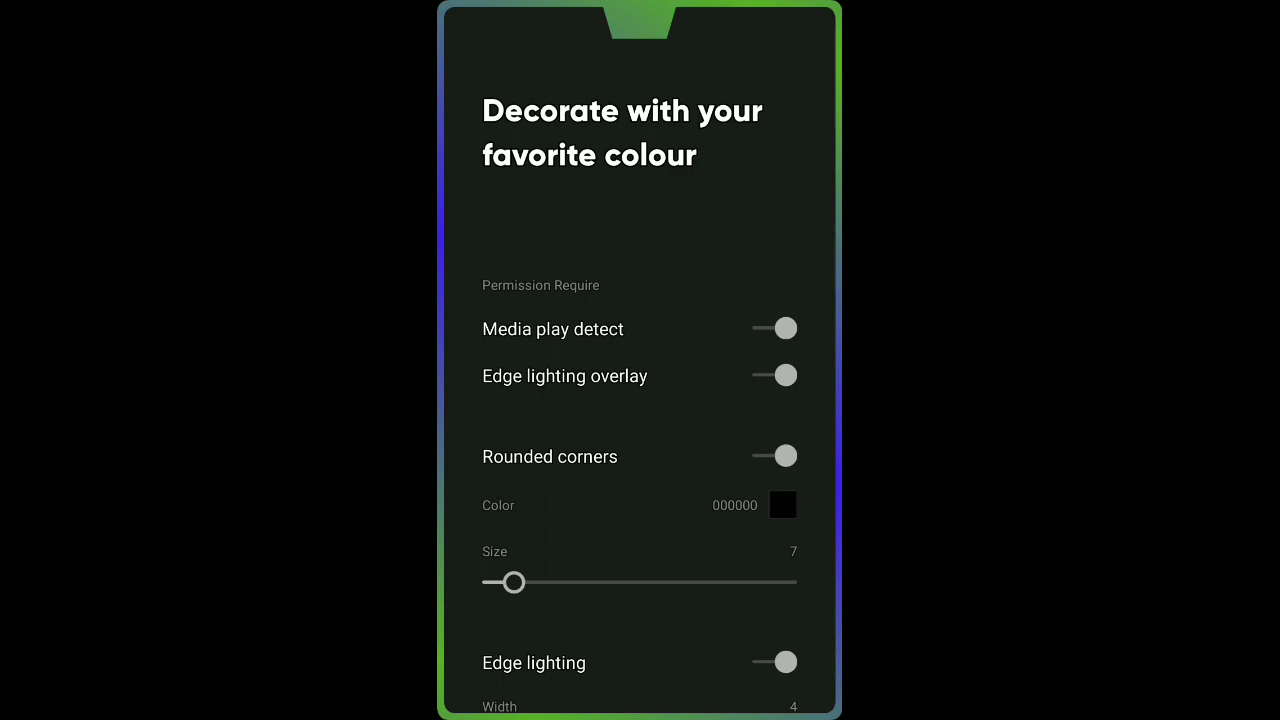 Decorate with your
favorite colour
Permission Require
Media play detect
Edge lighting overlay
Rounded corners
Color 000000
Size 7
Edge lighting
Width 4